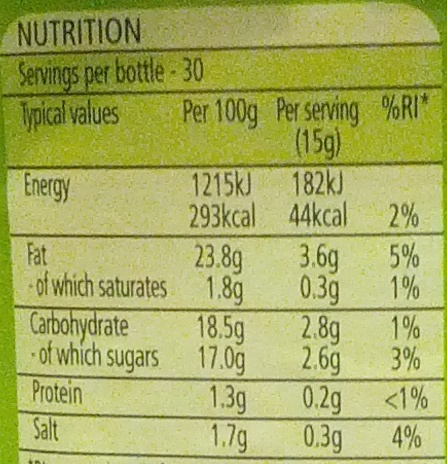 NUTRITION
Servings per bottle - 30
Typical values Per 100g Per serving %RI*
(15g)
Energy 1215kJ 182kJ
293kcal 44kcal 2%
Fat 23.8g 3.6g 5%
- of which saturates 1.8g 0.3g 1%
Carbohydrate 18.5g 2.8g 1%
- of which sugars 17.0g 2.6g 3%
Protein 1.3g 0.2g <1%
Salt 1.7g 0.3g 4%